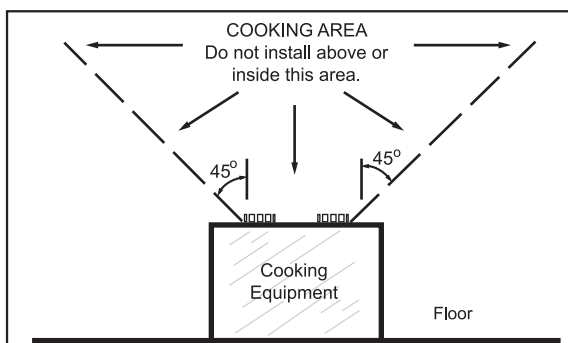 COOKING AREA
Do not install above or
inside this area.
45°
45°
Cooking
Equipment
Floor